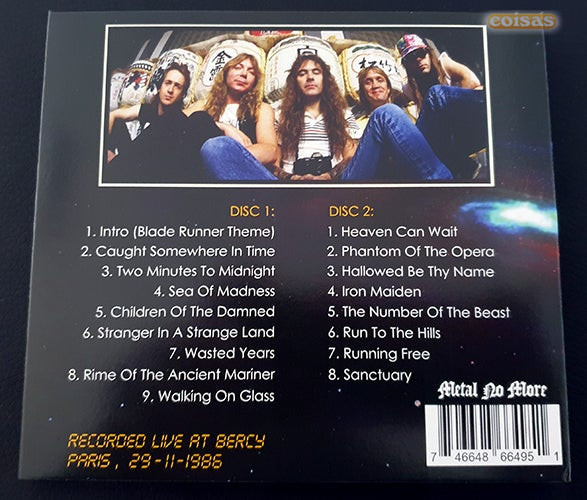 coisas
DISC 1:
1. Intro (Blade Runner Theme)
2. Caught Somewhere In Time
3. Two Minutes To Midnight
4. Sea Of Madness
5. Children Of The Damned
6. Stranger In A Strange Land
7. Wasted Years
8. Rime Of The Ancient Mariner
9. Walking On Glass
DISC 2:
1. Heaven Can Wait
2. Phantom Of The Opera
3. Hallowed Be Thy Name
4. Iron Maiden
5. The Number Of The Beast
6. Run To The Hills
7. Running Free
8. Sanctuary
Metal No More
7 46648 66495 1
RECORDED LIVE AT BERCY
PARIS, 29-11-1986